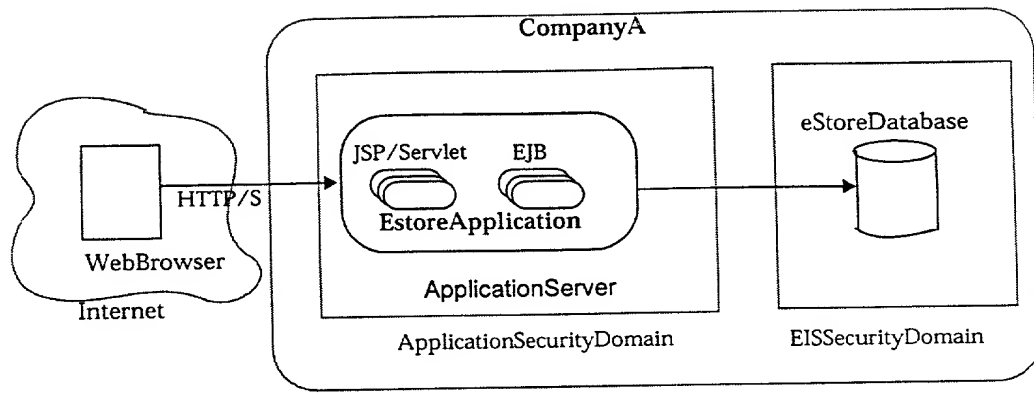 CompanyA
eStoreDatabase
JSP/Servlet EJB
HTTP/S
EstoreApplication
WebBrowser
ApplicationServer
Internet
ApplicationSecurityDomain
EISSecurityDomain